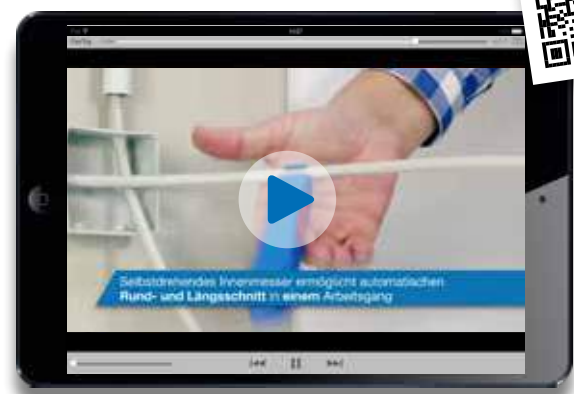 Selbstdrehendes Innenmesser ermöglicht automatischen
Rund- und Längsschnitt in einem Arbeitsgang